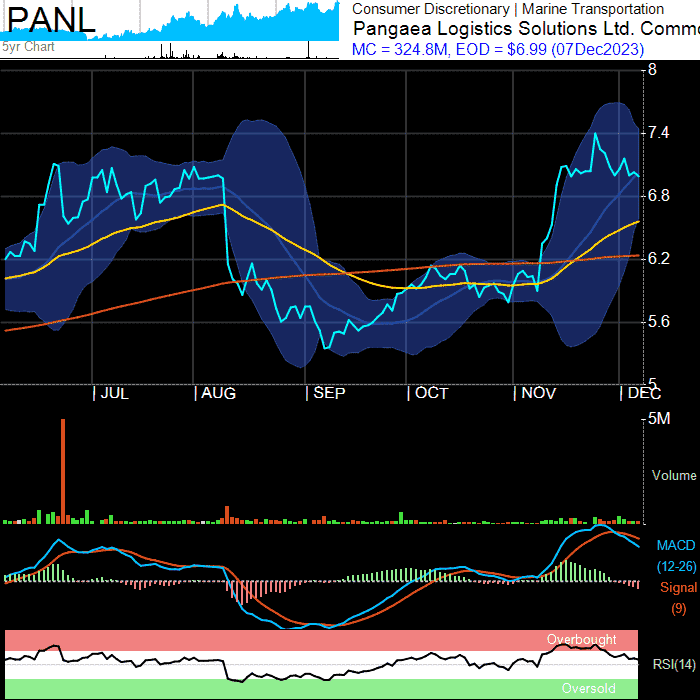 PANL
5yr Chart
Consumer Discretionary | Marine Transportation
Pangaea Logistics Solutions Ltd. Commo
MC = 324.8M, EOD = $6.99 (07Dec2023)
8
7.4
6.8
6.2
5.6
5
| JUL | AUG | SEP | OCT | NOV | DEC
5M
Volume
MACD
(12-26)
Signal
(9)
Overbought
RSI(14)
Oversold